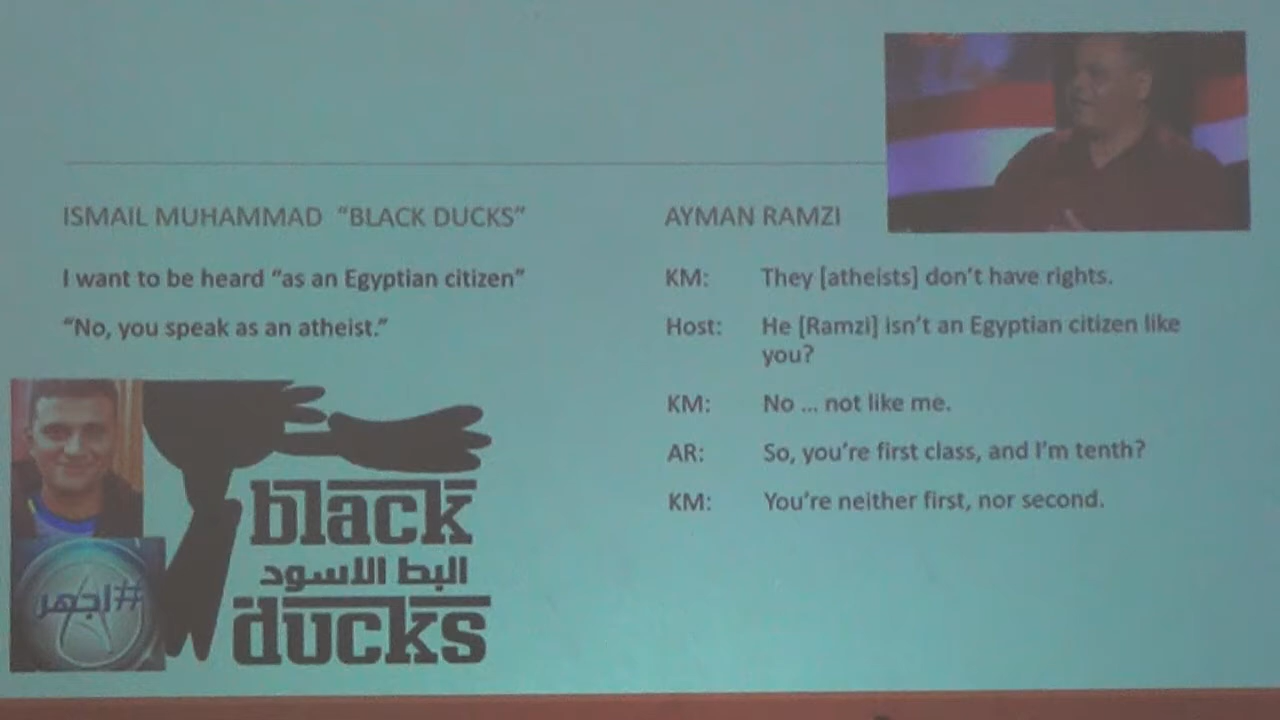 ISMAIL MUHAMMAD “BLACK DUCKS”
I want to be heard “as an Egyptian citizen”
“No, you speak as an atheist.”
black
البط الاسود
ducks
#اجهر
AYMAN RAMZI
KM: They [atheists] don’t have rights.
Host: He [Ramzi] isn’t an Egyptian citizen like
you?
KM: No ... not like me.
AR: So, you’re first class, and I’m tenth?
KM: You’re neither first, nor second.